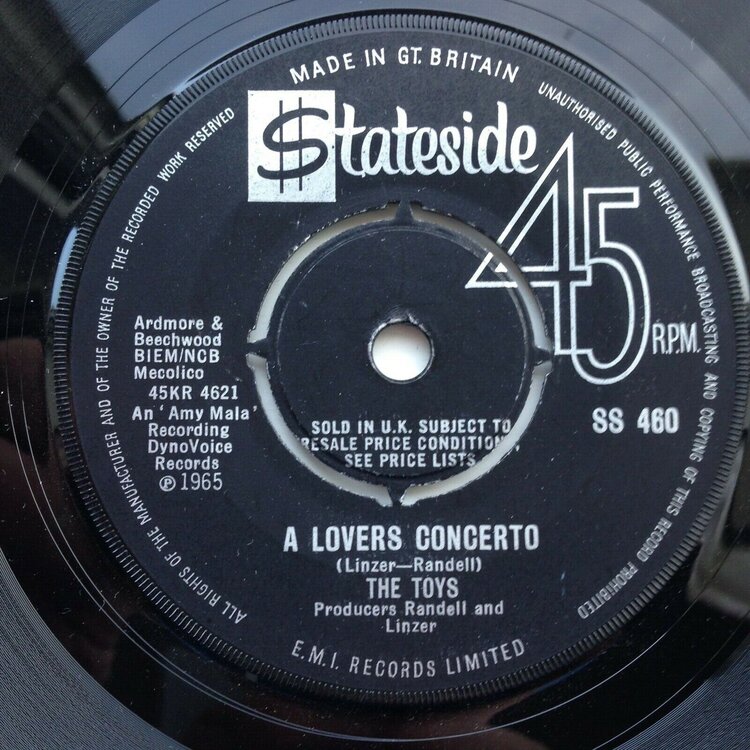 MADE IN GT. BRITAIN
UNAUTHORISED PUBLIC PERFORMANCE BROADCASTING AND COPYING OF THIS RECORD PROHIBITED
ALL RIGHTS OF THE MANUFACTURER AND OF THE OWNER OF THE RECORDED WORK RESERVED
$tateside
45
R.P.M.
Ardmore &
Beechwood
BIEM/NCB
Mecolico
45KR 4621
An 'Amy Mala'
Recording
DynoVoice
Records
Ⓟ 1965
SS 460
SOLD IN U.K. SUBJECT TO
RESALE PRICE CONDITIONS,
SEE PRICE LISTS
A LOVERS CONCERTO
(Linzer—Randell)
THE TOYS
Producers Randell and
Linzer
E.M.I. RECORDS LIMITED